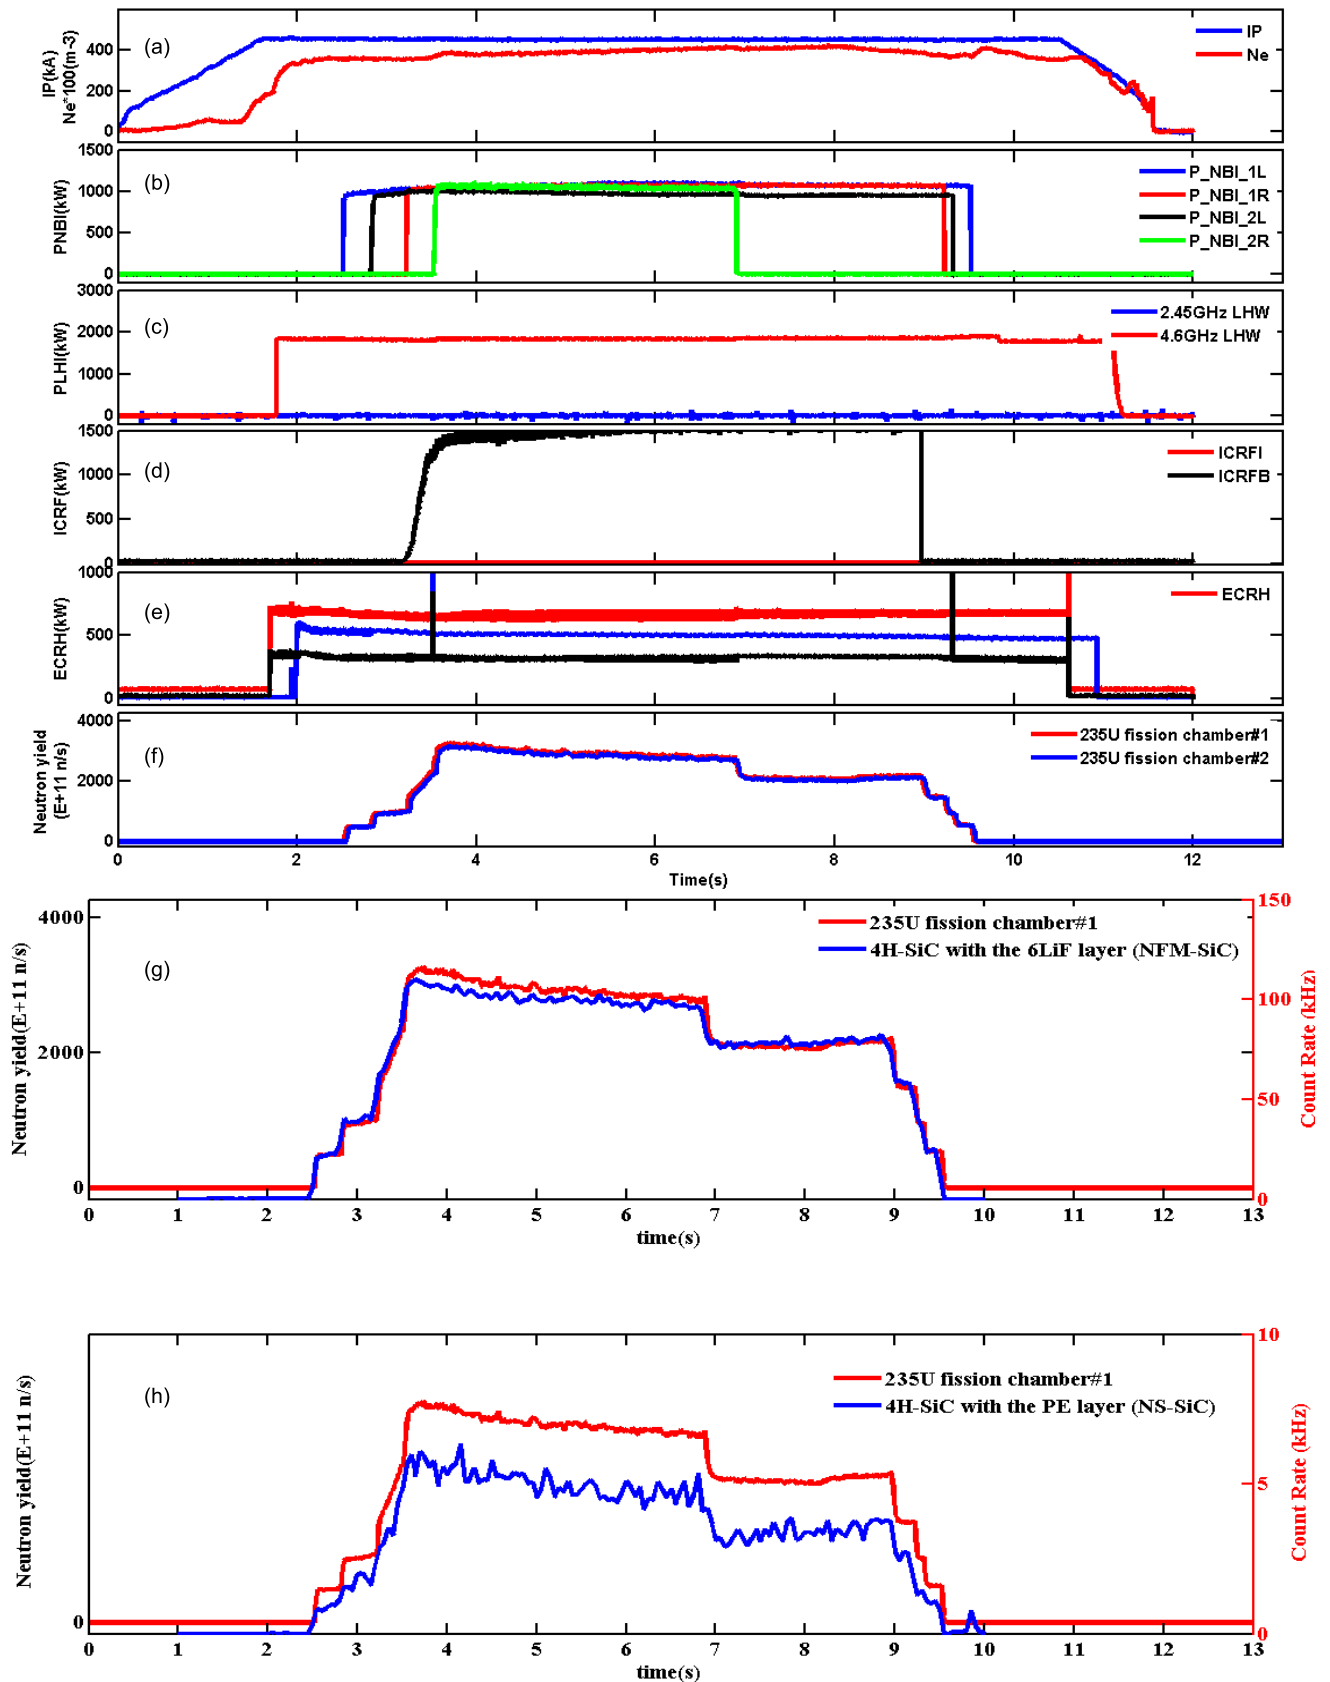 (a)
IP(kA)
Ne*100(m-3)
400
200
0
IP
Ne
(b)
PNBI(kW)
1500
1000
500
0
P_NBI_1L
P_NBI_1R
P_NBI_2L
P_NBI_2R
(c)
PLHI(kW)
3000
2000
1000
0
2.45GHz LHW
4.6GHz LHW
(d)
ICRF(kW)
1500
1000
500
0
ICRFI
ICRFB
(e)
ECRH(kW)
1000
500
0
ECRH
(f)
Neutron yield
(E+11 n/s)
4000
2000
0
235U fission chamber#1
235U fission chamber#2
0 2 4 6 8 10 12
Time(s)
(g)
Neutron yield(E+11 n/s)
4000
2000
0
235U fission chamber#1
4H-SiC with the 6LiF layer (NFM-SiC)
150
100
50
0
Count Rate (kHz)
0 1 2 3 4 5 6 7 8 9 10 11 12 13
time(s)
(h)
Neutron yield(E+11 n/s)
0
235U fission chamber#1
4H-SiC with the PE layer (NS-SiC)
10
5
0
Count Rate (kHz)
0 1 2 3 4 5 6 7 8 9 10 11 12 13
time(s)